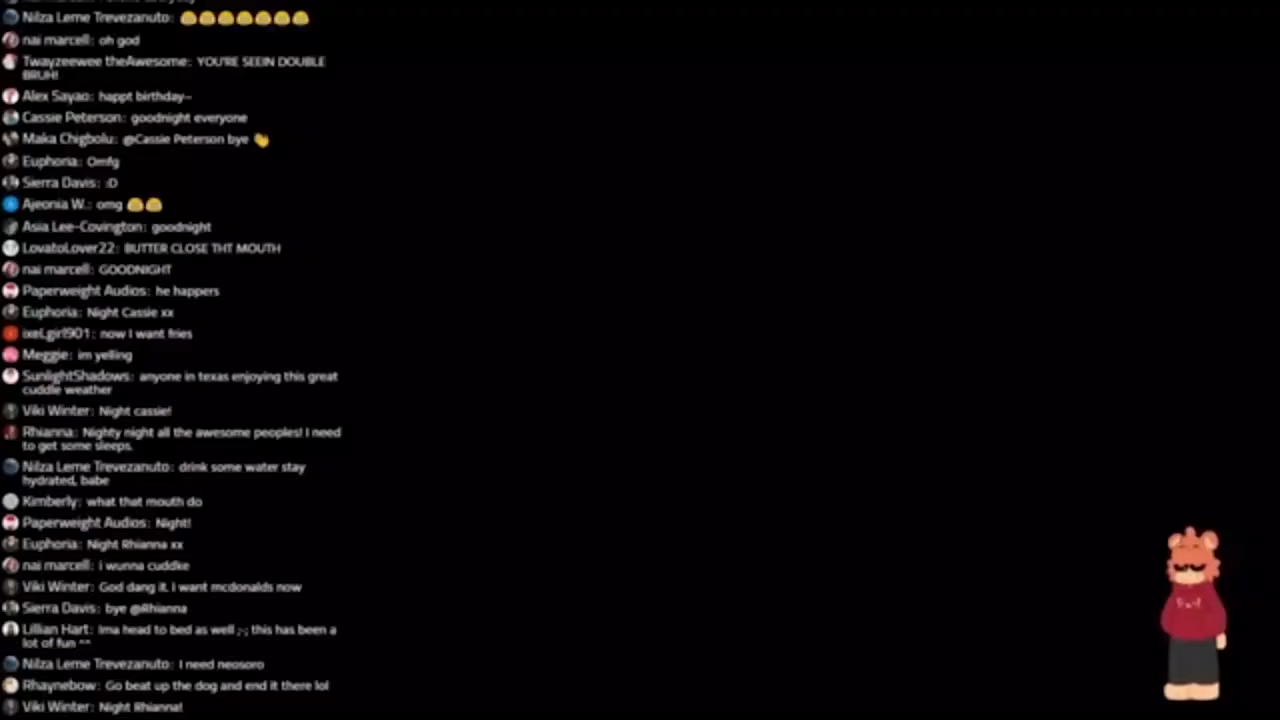 Nilza Leme Trevezanuto: 😂😂😂😂😂😂😂
nai marcell: oh god
Twayzeewee theAwesome: YOU'RE SEEIN DOUBLE
BRUH!
Alex Sayao: happt birthday~
Cassie Peterson: goodnight everyone
Maka Chigbolu: @Cassie Peterson bye 👋
Euphoria: Omfg
Sierra Davis: :D
Ajeonia W.: omg 😂😂
Asia Lee-Covington: goodnight
LovatoLover22: BUTTER CLOSE THT MOUTH
nai marcell: GOODNIGHT
Paperweight Audios: he happers
Euphoria: Night Cassie xx
ixeLgirl901: now I want fries
Meggie: im yelling
SunlightShadows: anyone in texas enjoying this great
cuddle weather
Viki Winter: Night cassie!
Rhianna: Nighty night all the awesome peoples! I need
to get some sleeps.
Nilza Leme Trevezanuto: drink some water stay
hydrated, babe
Kimberly: what that mouth do
Paperweight Audios: Night!
Euphoria: Night Rhianna xx
nai marcell: i wunna cuddke
Viki Winter: God dang it. I want mcdonalds now
Sierra Davis: bye @Rhianna
Lillian Hart: Ima head to bed as well ;-; this has been a
lot of fun ^^
Nilza Leme Trevezanuto: I need neosoro
Rhaynebow: Go beat up the dog and end it there lol
Viki Winter: Night Rhianna!